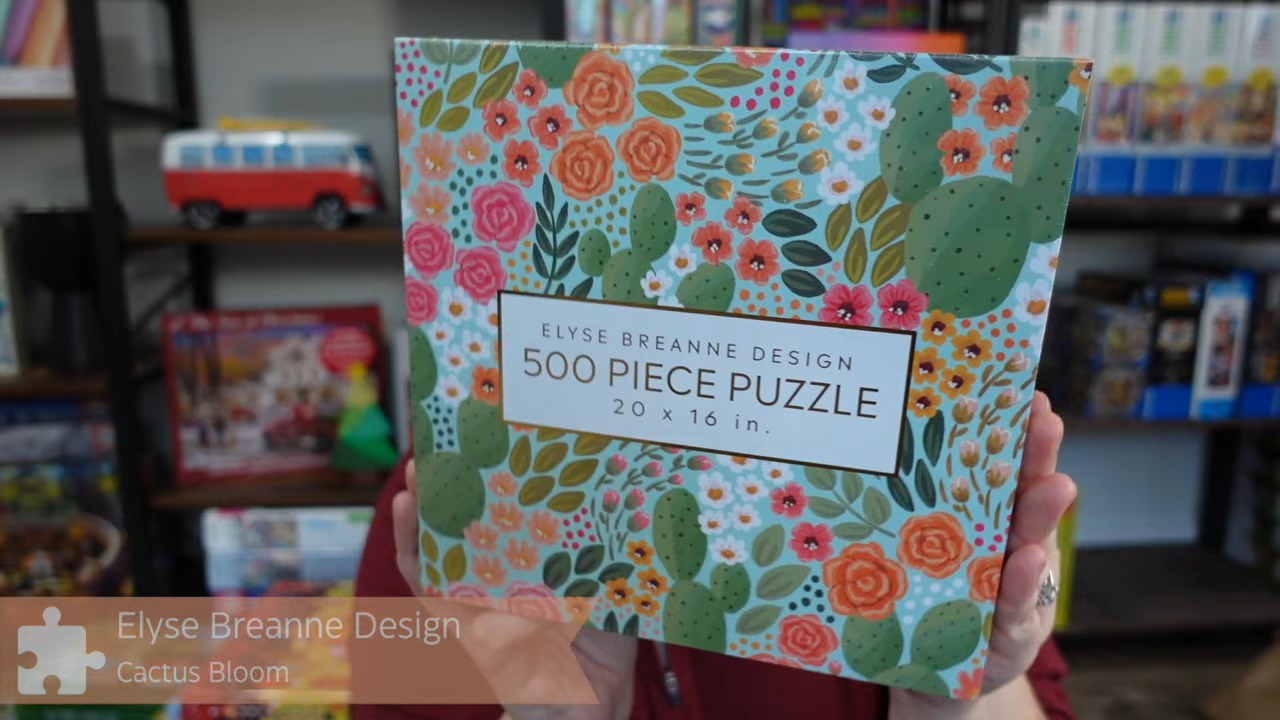 ELYSE BREANNE DESIGN
500 PIECE PUZZLE
20 x 16 in.
Elyse Breanne Design
Cactus Bloom